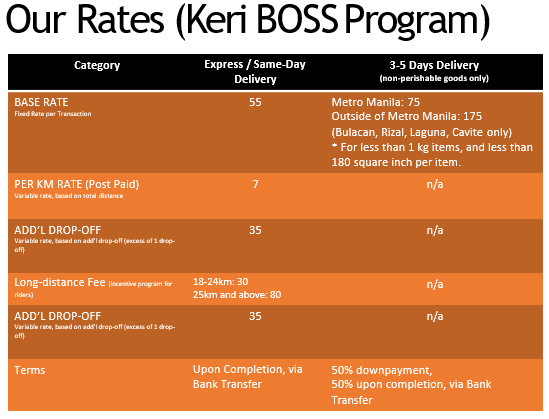 Our Rates (Keri BOSS Program)
Category
Express / Same-Day
Delivery
3-5 Days Delivery
(non-perishable goods only)
BASE RATE
Fixed Rate per Transaction
55
Metro Manila: 75
Outside of Metro Manila: 175
(Bulacan, Rizal, Laguna, Cavite only)
* For less than 1 kg items, and less than
180 square inch per item.
PER KM RATE (Post Paid)
Variable rate, based on total distance
7
n/a
ADD'L DROP-OFF
Variable rate, based on add'l drop-off (excess of 1 drop-
off)
35
n/a
Long-distance Fee (Incentive program for
riders)
18-24km: 30
25km and above: 80
n/a
ADD'L DROP-OFF
Variable rate, based on add'l drop-off (excess of 1 drop-
off)
35
n/a
Terms
Upon Completion, via
Bank Transfer
50% downpayment,
50% upon completion, via Bank
Transfer